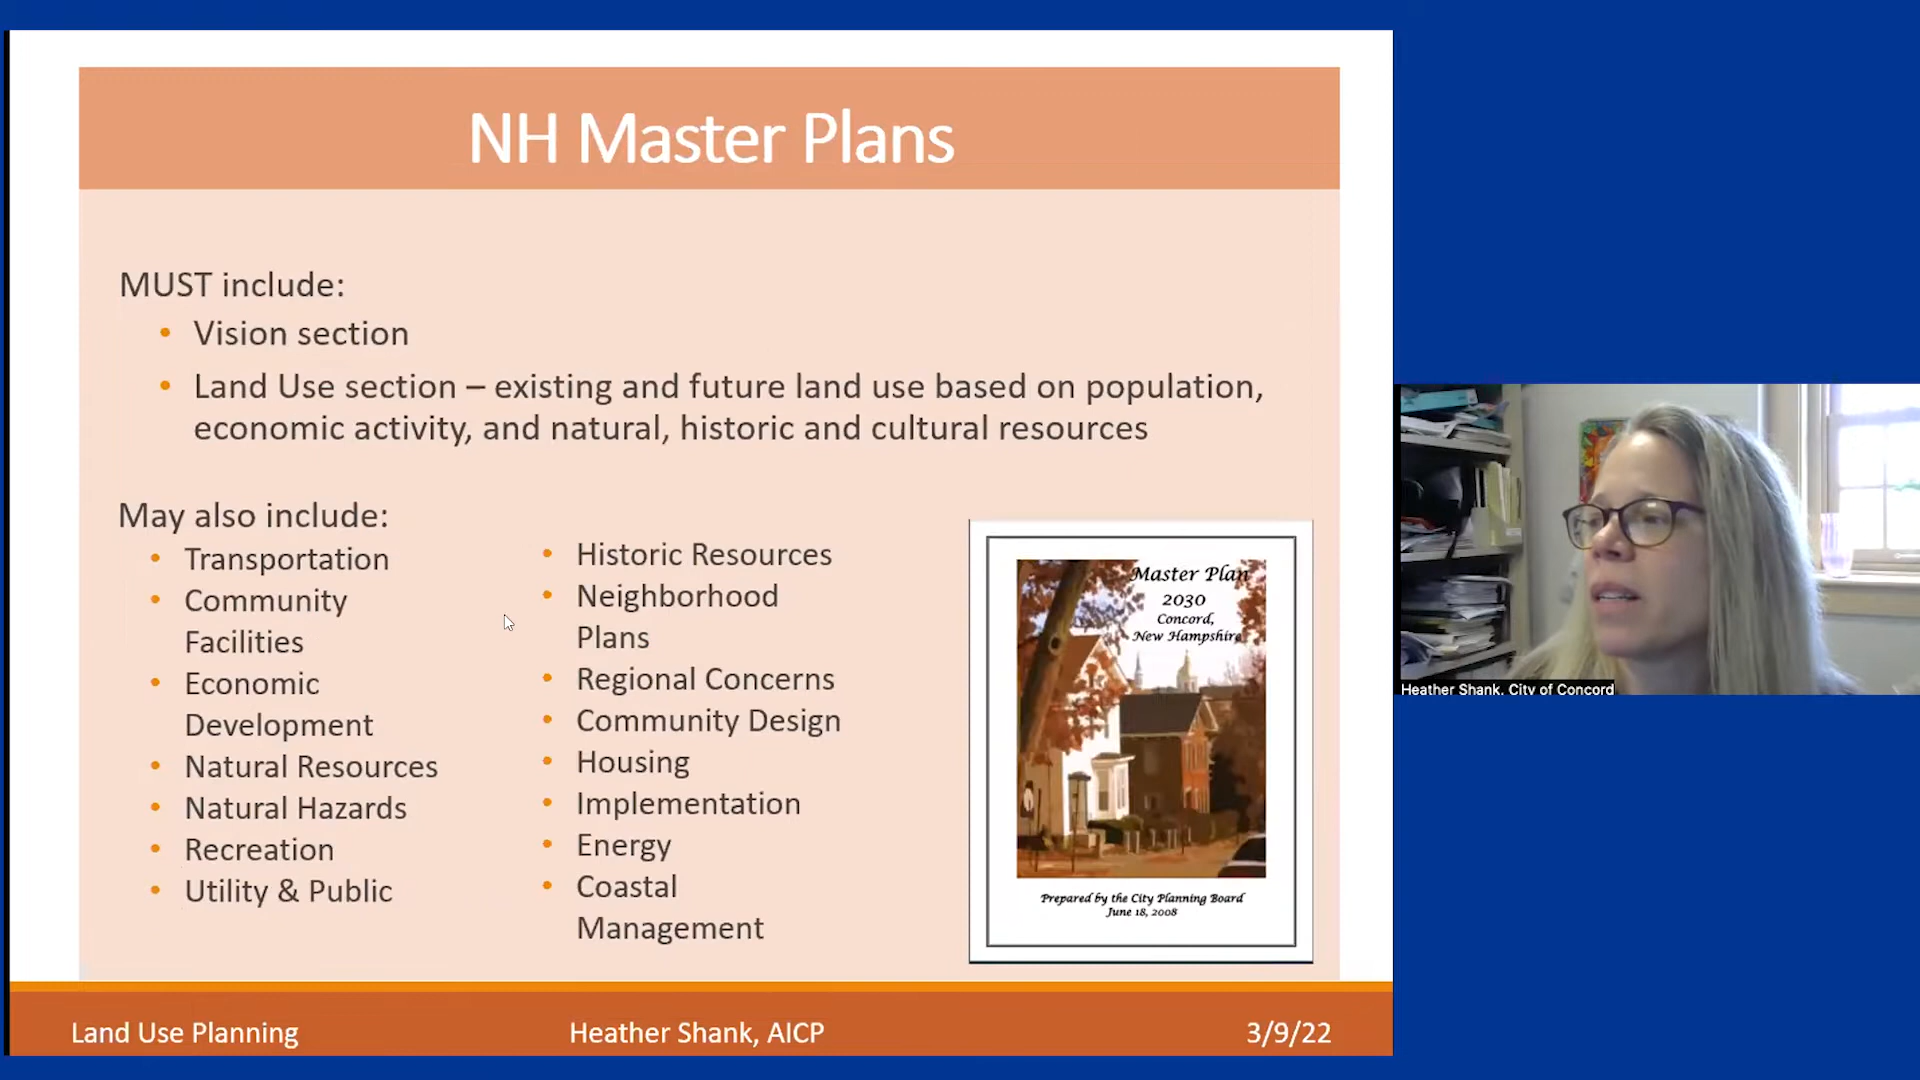 NH Master Plans
MUST include:
• Vision section
• Land Use section – existing and future land use based on population,
economic activity, and natural, historic and cultural resources
May also include:
• Transportation
• Community
Facilities
• Economic
Development
• Natural Resources
• Natural Hazards
• Recreation
• Utility & Public
• Historic Resources
• Neighborhood
Plans
• Regional Concerns
• Community Design
• Housing
• Implementation
• Energy
• Coastal
Management
Master Plan
2030
Concord,
New Hampshire
Prepared by the City Planning Board
June 18, 2008
Land Use Planning
Heather Shank, AICP
3/9/22
Heather Shank, City of Concord